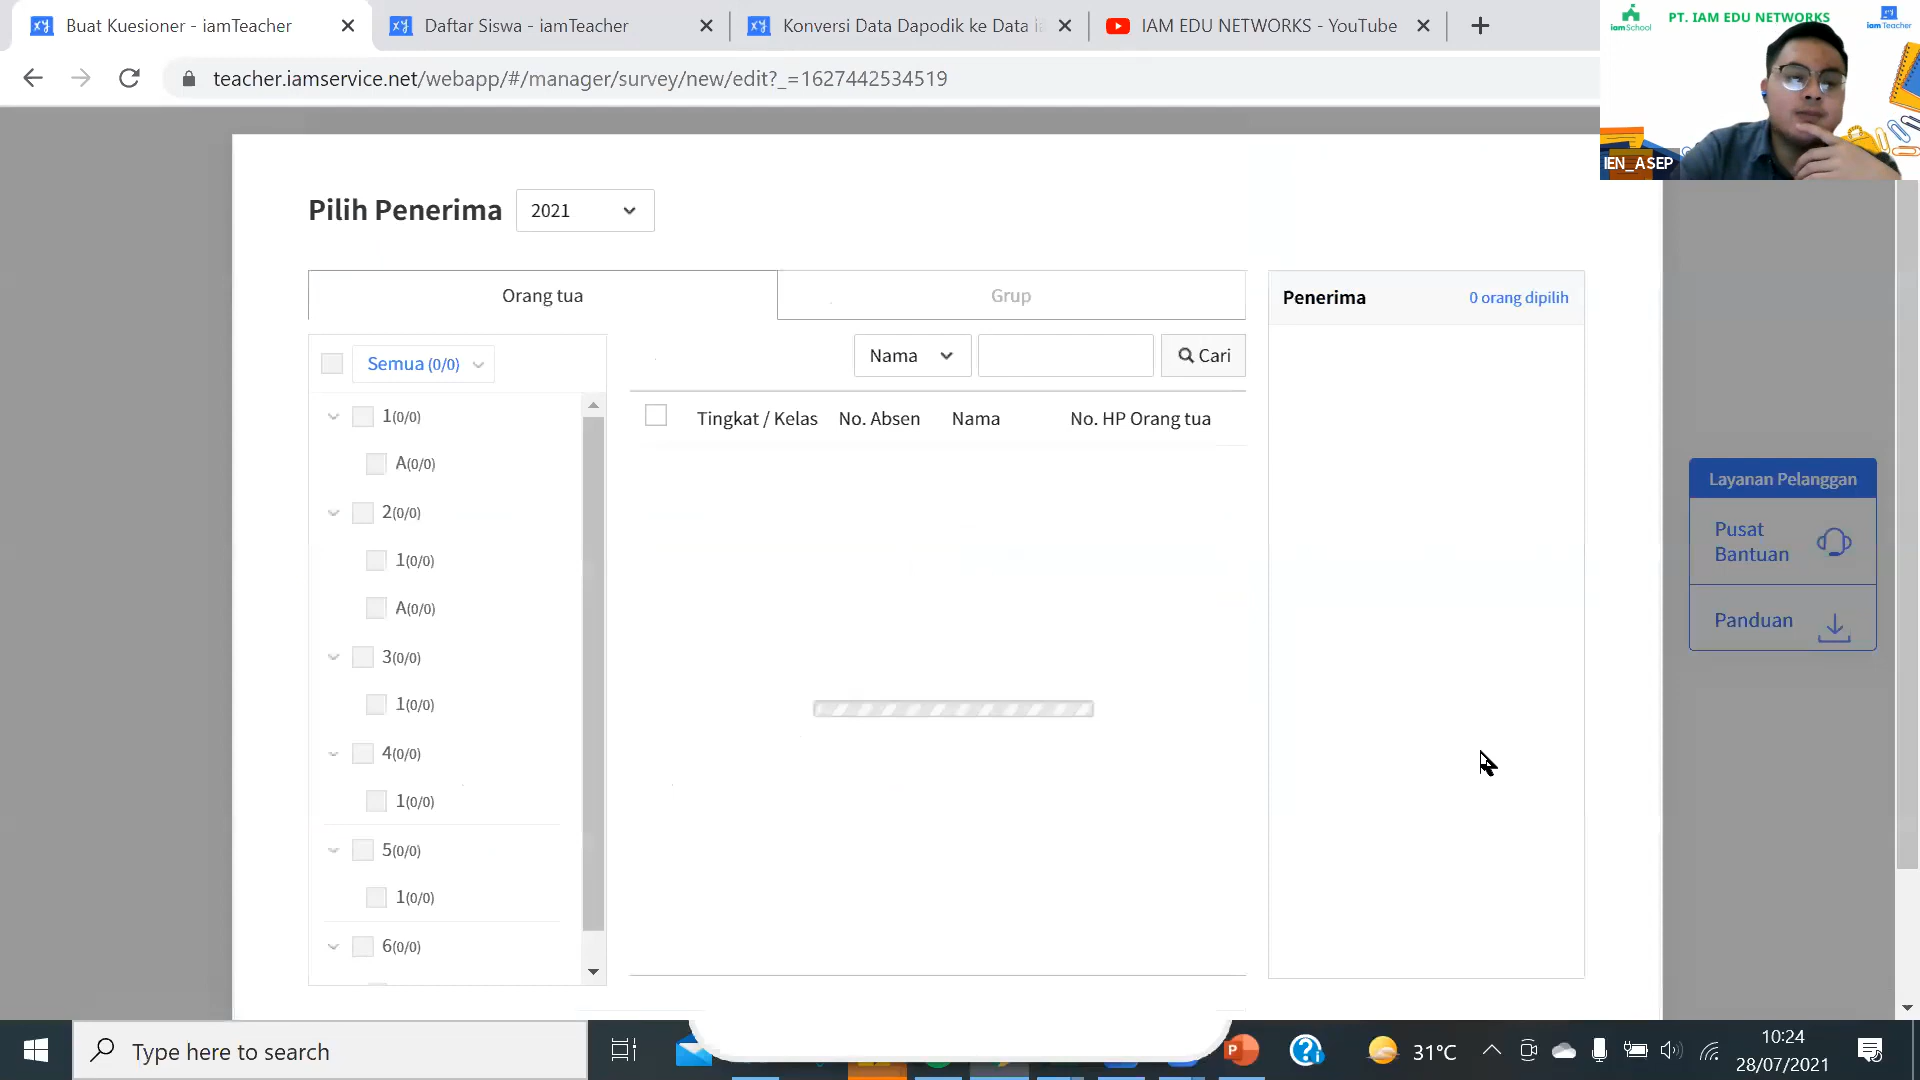 Buat Kuesioner - iamTeacher
Daftar Siswa - iamTeacher
Konversi Data Dapodik ke Data
IAM EDU NETWORKS - YouTube
teacher.iamservice.net/webapp/#/manager/survey/new/edit?_=1627442534519
PT. IAM EDU NETWORKS
iamSchool
iamTeacher
IEN_ASEP
Pilih Penerima
2021
Orang tua
Grup
Penerima
0 orang dipilih
Semua (0/0)
Nama
Cari
Tingkat / Kelas
No. Absen
Nama
No. HP Orang tua
1(0/0)
A(0/0)
2(0/0)
1(0/0)
A(0/0)
3(0/0)
1(0/0)
4(0/0)
1(0/0)
5(0/0)
1(0/0)
6(0/0)
Layanan Pelanggan
Pusat
Bantuan
Panduan
Type here to search
31°C
10:24
28/07/2021